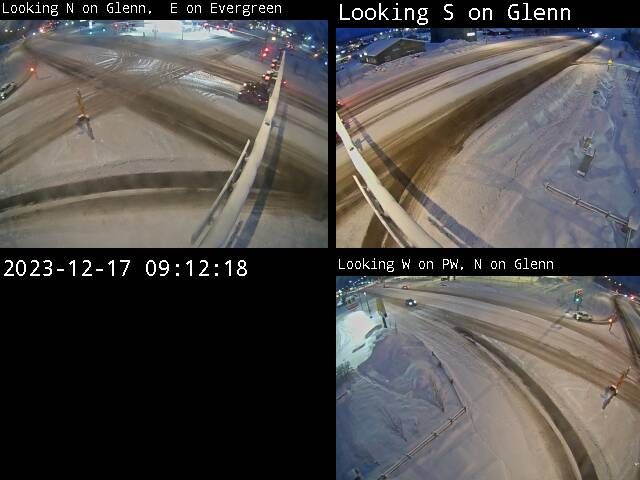 Looking N on Glenn,  E on Evergreen
Looking S on Glenn
2023-12-17 09:12:18
Looking W on PW, N on Glenn